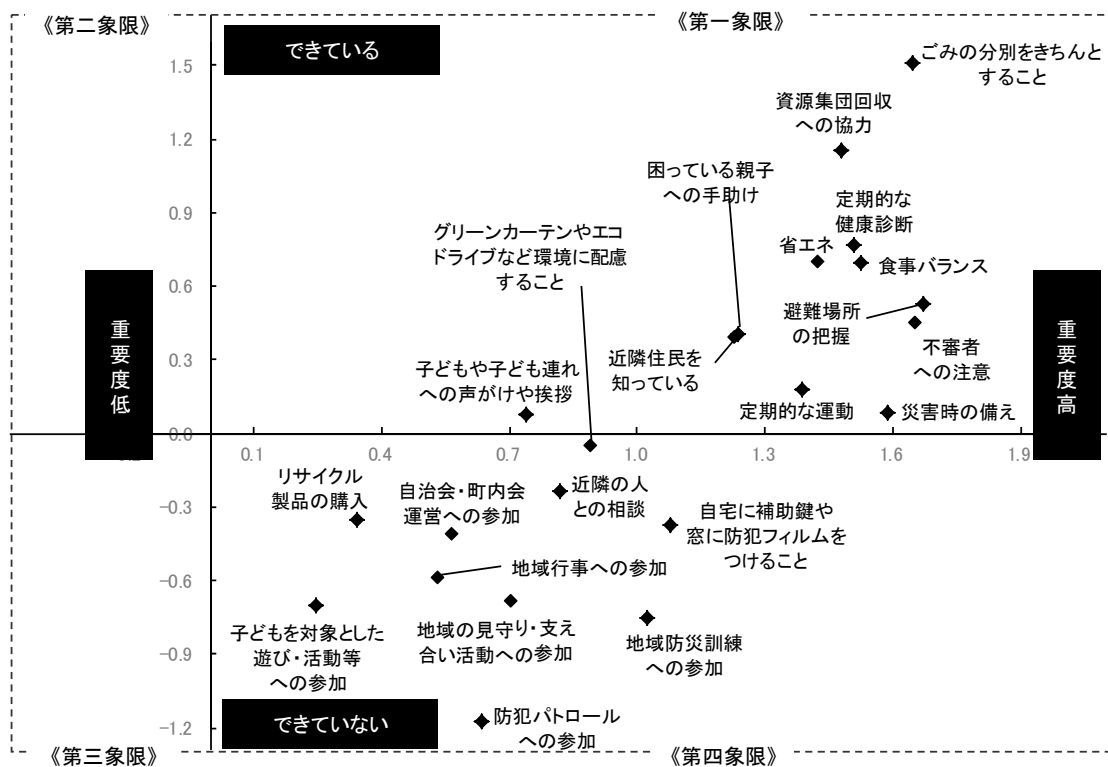 《第二象限》
《第一象限》
できている
ごみの分別をきちんと
すること
1.5
資源集団回収
への協力
1.2
困っている親子
への手助け
定期的な
健康診断
0.9
グリーンカーテンやエコ
ドライブなど環境に配慮
すること
省エネ
食事バランス
0.6
重要度低
重要度高
避難場所
の把握
不審者
への注意
0.3
近隣住民を
知っている
子どもや子ども連れ
への声がけや挨拶
定期的な運動
災害時の備え
0.0
0.1
0.4
0.7
1.0
1.3
1.6
1.9
リサイクル
製品の購入
自治会・町内会
運営への参加
近隣の人
との相談
自宅に補助鍵や
窓に防犯フィルムを
つけること
-0.3
地域行事への参加
-0.6
子どもを対象とした
遊び・活動等
への参加
地域の見守り・支え
合い活動への参加
地域防災訓練
への参加
-0.9
できていない
防犯パトロール
への参加
-1.2
《第三象限》
《第四象限》